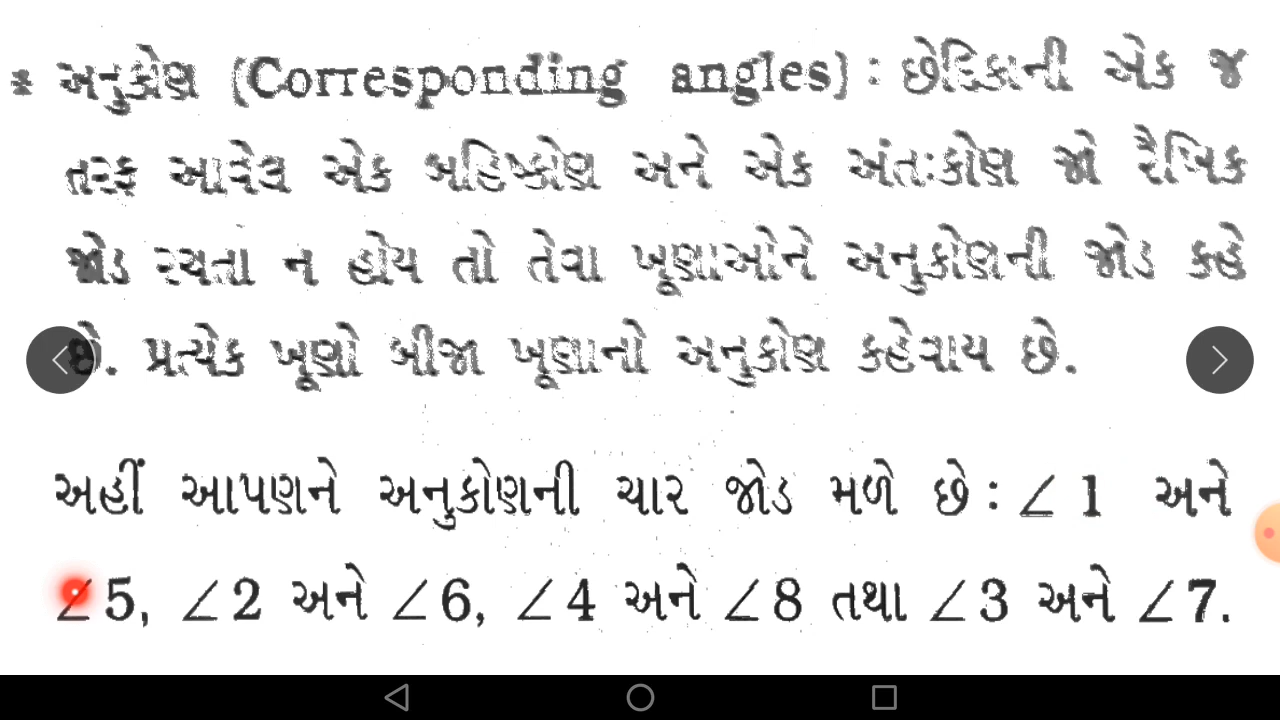 * અનુકોણ (Corresponding angles) : છેદિકાની એક જ
તરફ આવેલ એક બહિષ્કોણ અને એક અંતઃકોણ જો રૈખિક
જોડ રચતા ન હોય તો તેવા ખૂણાઓને અનુકોણની જોડ કહે
છે. પ્રત્યેક ખૂણો બીજા ખૂણાનો અનુકોણ કહેવાય છે.
અહીં આપણને અનુકોણની ચાર જોડ મળે છે : ∠ 1 અને
∠5, ∠2 અને ∠6, ∠4 અને ∠8 તથા ∠3 અને ∠7.